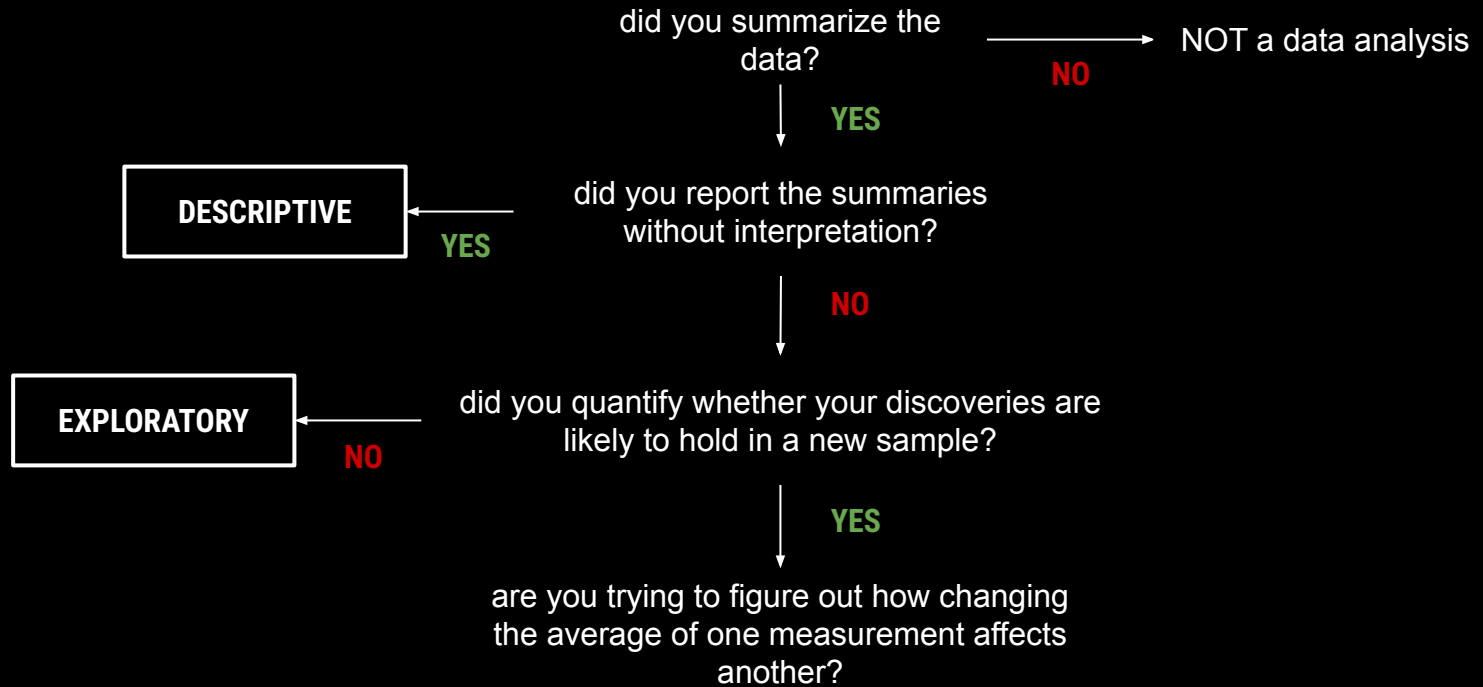 did you summarize the
data?
NOT a data analysis
NO
YES
did you report the summaries
without interpretation?
DESCRIPTIVE
YES
NO
did you quantify whether your discoveries are
likely to hold in a new sample?
EXPLORATORY
NO
YES
are you trying to figure out how changing
the average of one measurement affects
another?